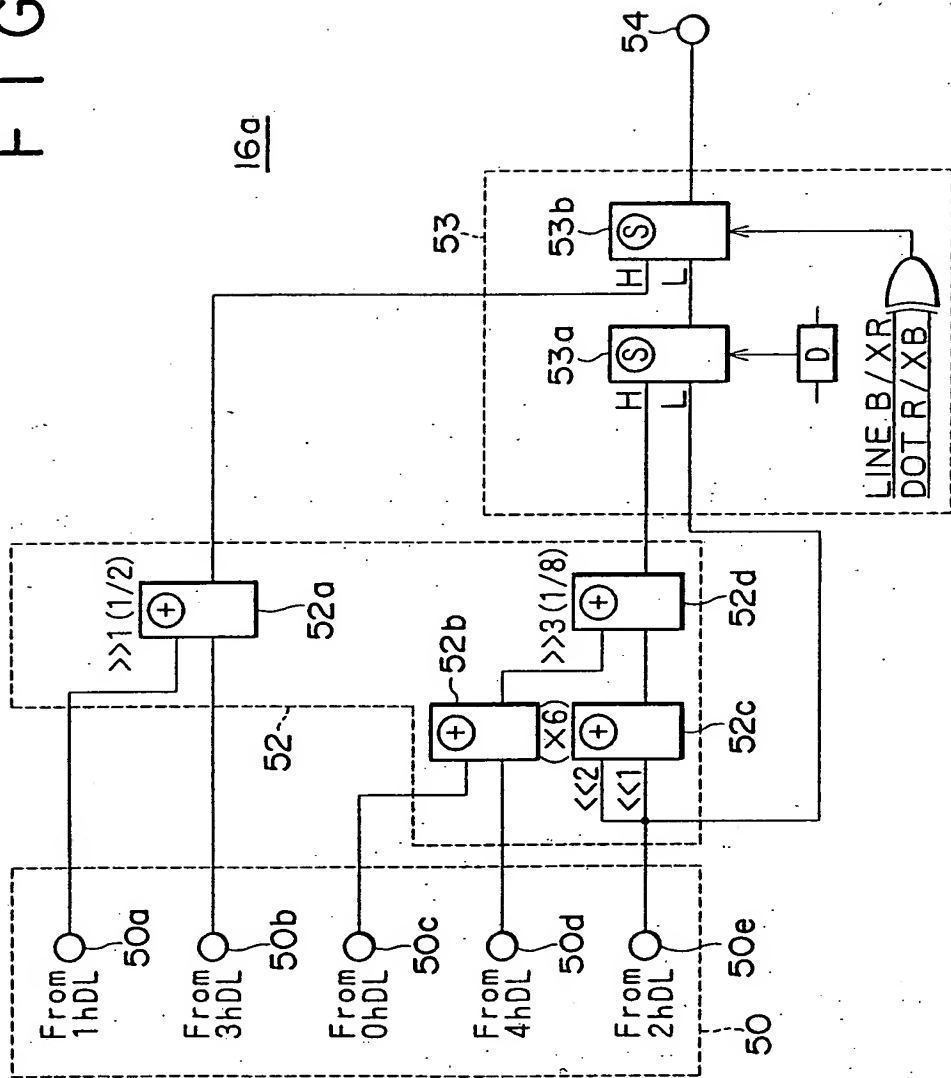 FIG
16a
54
53
53b
53a
H
L
H
L
D
LINE B/XR
DOT R/XB
>>1(1/2)
52a
52
52b
>>3(1/8)
52d
(×6)
52c
<<2
<<1
From
1hDL
50a
From
3hDL
50b
From
0hDL
50c
From
4hDL
50d
From
2hDL
50e
50
S
S
+
+
+
+